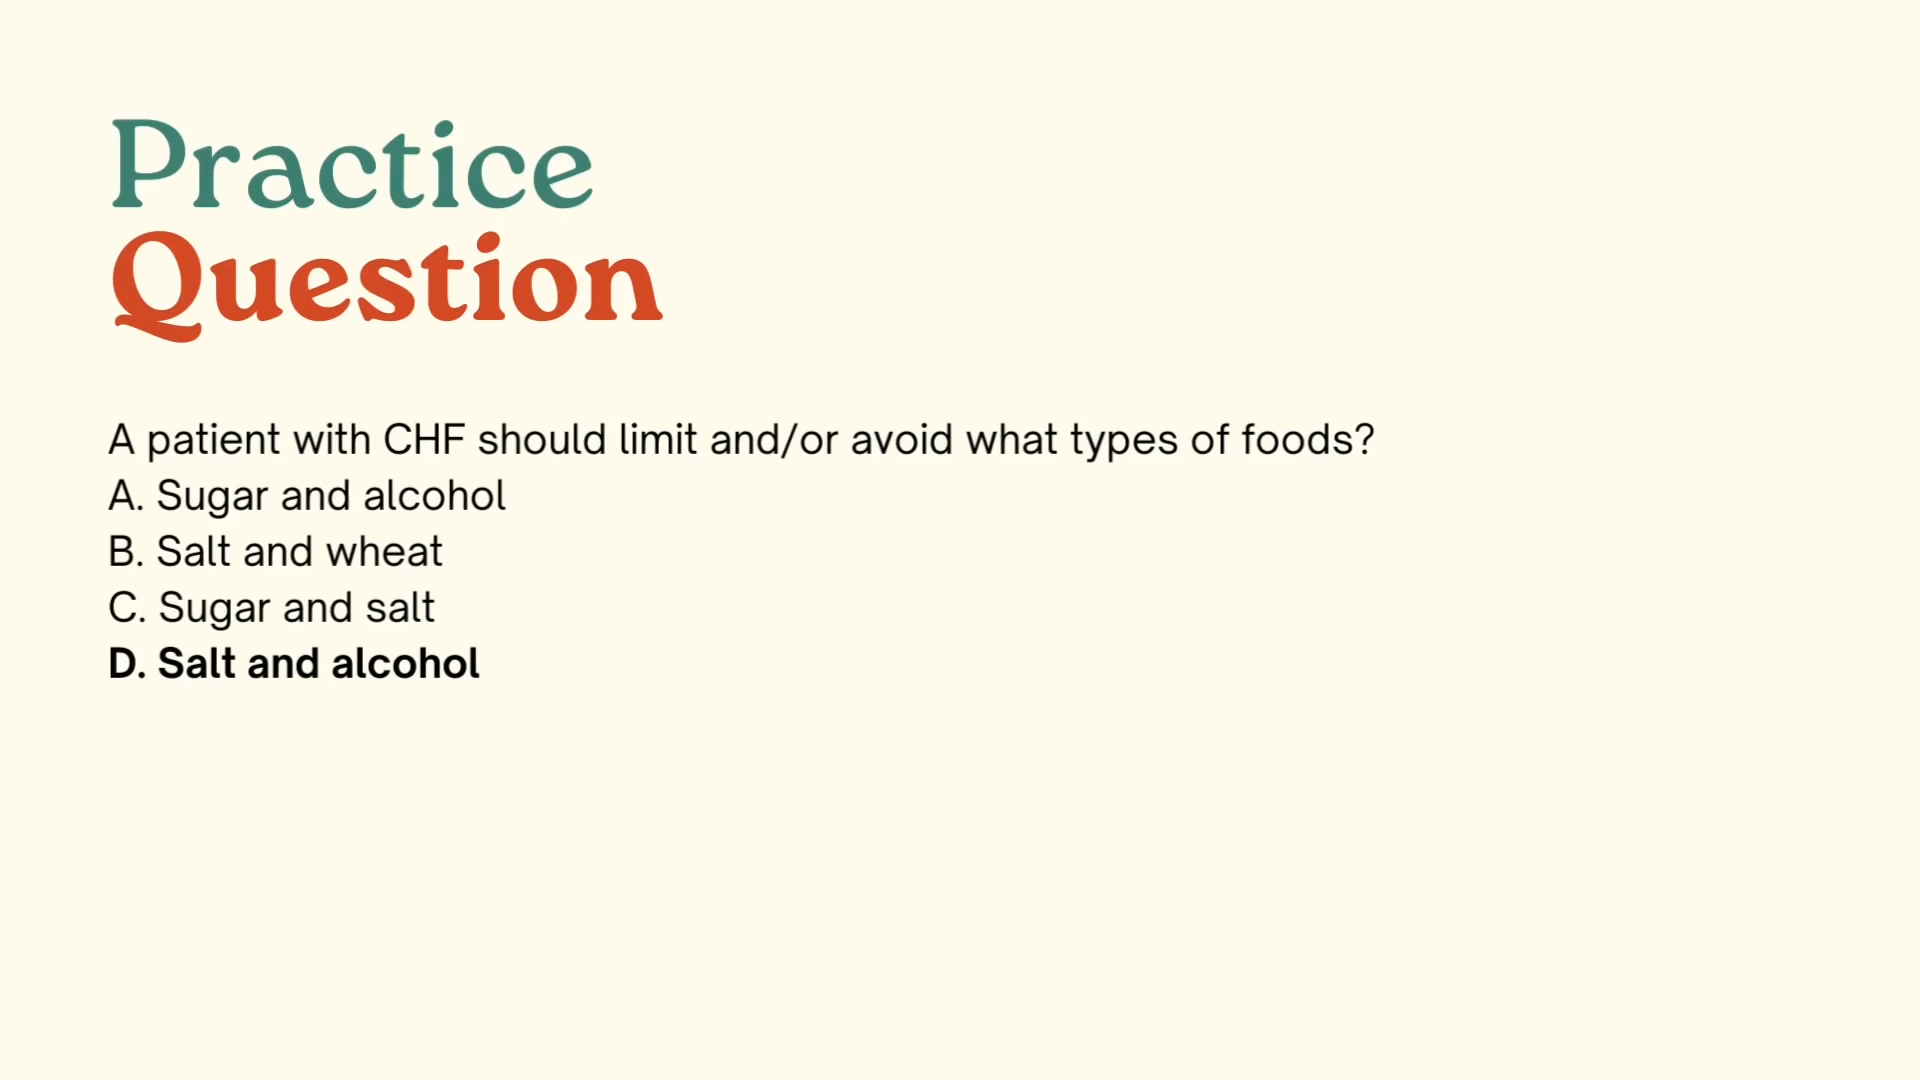 Practice
Question
A patient with CHF should limit and/or avoid what types of foods?
A. Sugar and alcohol
B. Salt and wheat
C. Sugar and salt
D. Salt and alcohol